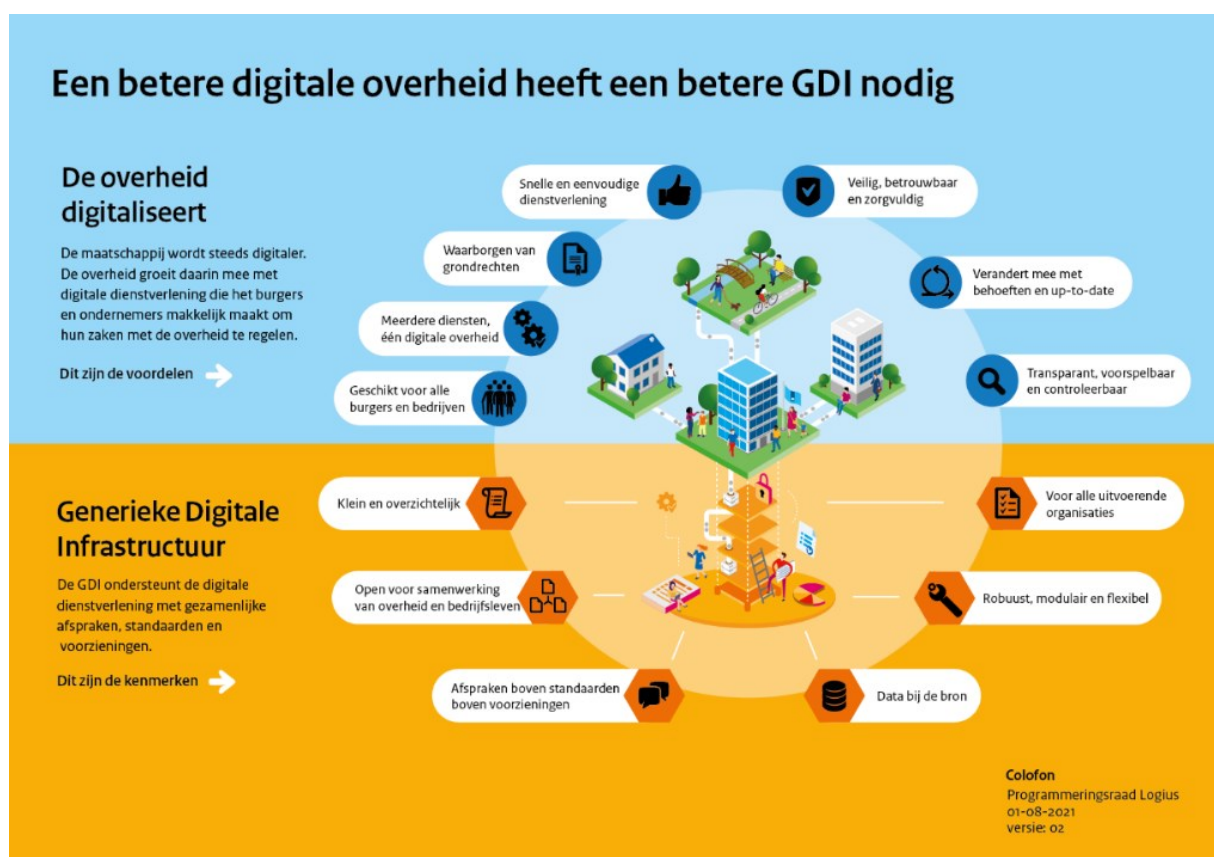 Een betere digitale overheid heeft een betere GDI nodig
De overheid
digitaliseert
De maatschappij wordt steeds digitaler.
De overheid groeit daarin mee met
digitale dienstverlening die het burgers
en ondernemers makkelijk maakt om
hun zaken met de overheid te regelen.
Dit zijn de voordelen
Snelle en eenvoudige
dienstverlening
Waarborgen van
grondrechten
Meerdere diensten,
één digitale overheid
Geschikt voor alle
burgers en bedrijven
Veilig, betrouwbaar
en zorgvuldig
Verandert mee met
behoeften en up-to-date
Transparant, voorspelbaar
en controleerbaar
Generieke Digitale
Infrastructuur
De GDI ondersteunt de digitale
dienstverlening met gezamenlijke
afspraken, standaarden en
voorzieningen.
Dit zijn de kenmerken
Klein en overzichtelijk
Open voor samenwerking
van overheid en bedrijfsleven
Afspraken boven standaarden
boven voorzieningen
Voor alle uitvoerende
organisaties
Robuust, modulair en flexibel
Data bij de bron
Colofon
Programmeringsraad Logius
01-08-2021
versie: 02